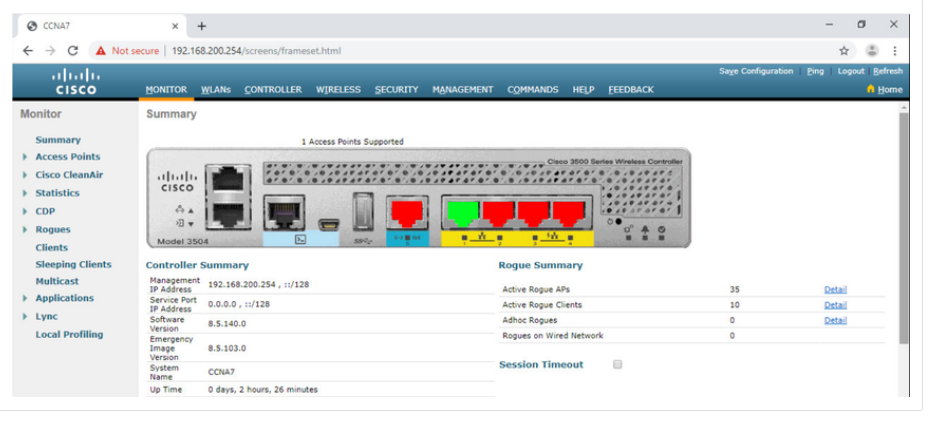 CCNA7
Not secure | 192.168.200.254/screens/frameset.html
Save Configuration | Ping | Logout | Refresh
CISCO
MONITOR WLANs CONTROLLER WIRELESS SECURITY MANAGEMENT COMMANDS HELP FEEDBACK
Home
Monitor
Summary
Access Points
Cisco CleanAir
Statistics
CDP
Rogues
Clients
Sleeping Clients
Multicast
Applications
Lync
Local Profiling
Summary
1 Access Points Supported
Cisco 3500 Series Wireless Controller
CISCO
Model 3504
Controller Summary
Management IP Address 192.168.200.254 , ::/128
Service Port IP Address 0.0.0.0 , ::/128
Software Version 8.5.140.0
Emergency Image Version 8.5.103.0
System Name CCNA7
Up Time 0 days, 2 hours, 26 minutes
Rogue Summary
Active Rogue APs 35 Detail
Active Rogue Clients 10 Detail
Adhoc Rogues 0 Detail
Rogues on Wired Network 0
Session Timeout